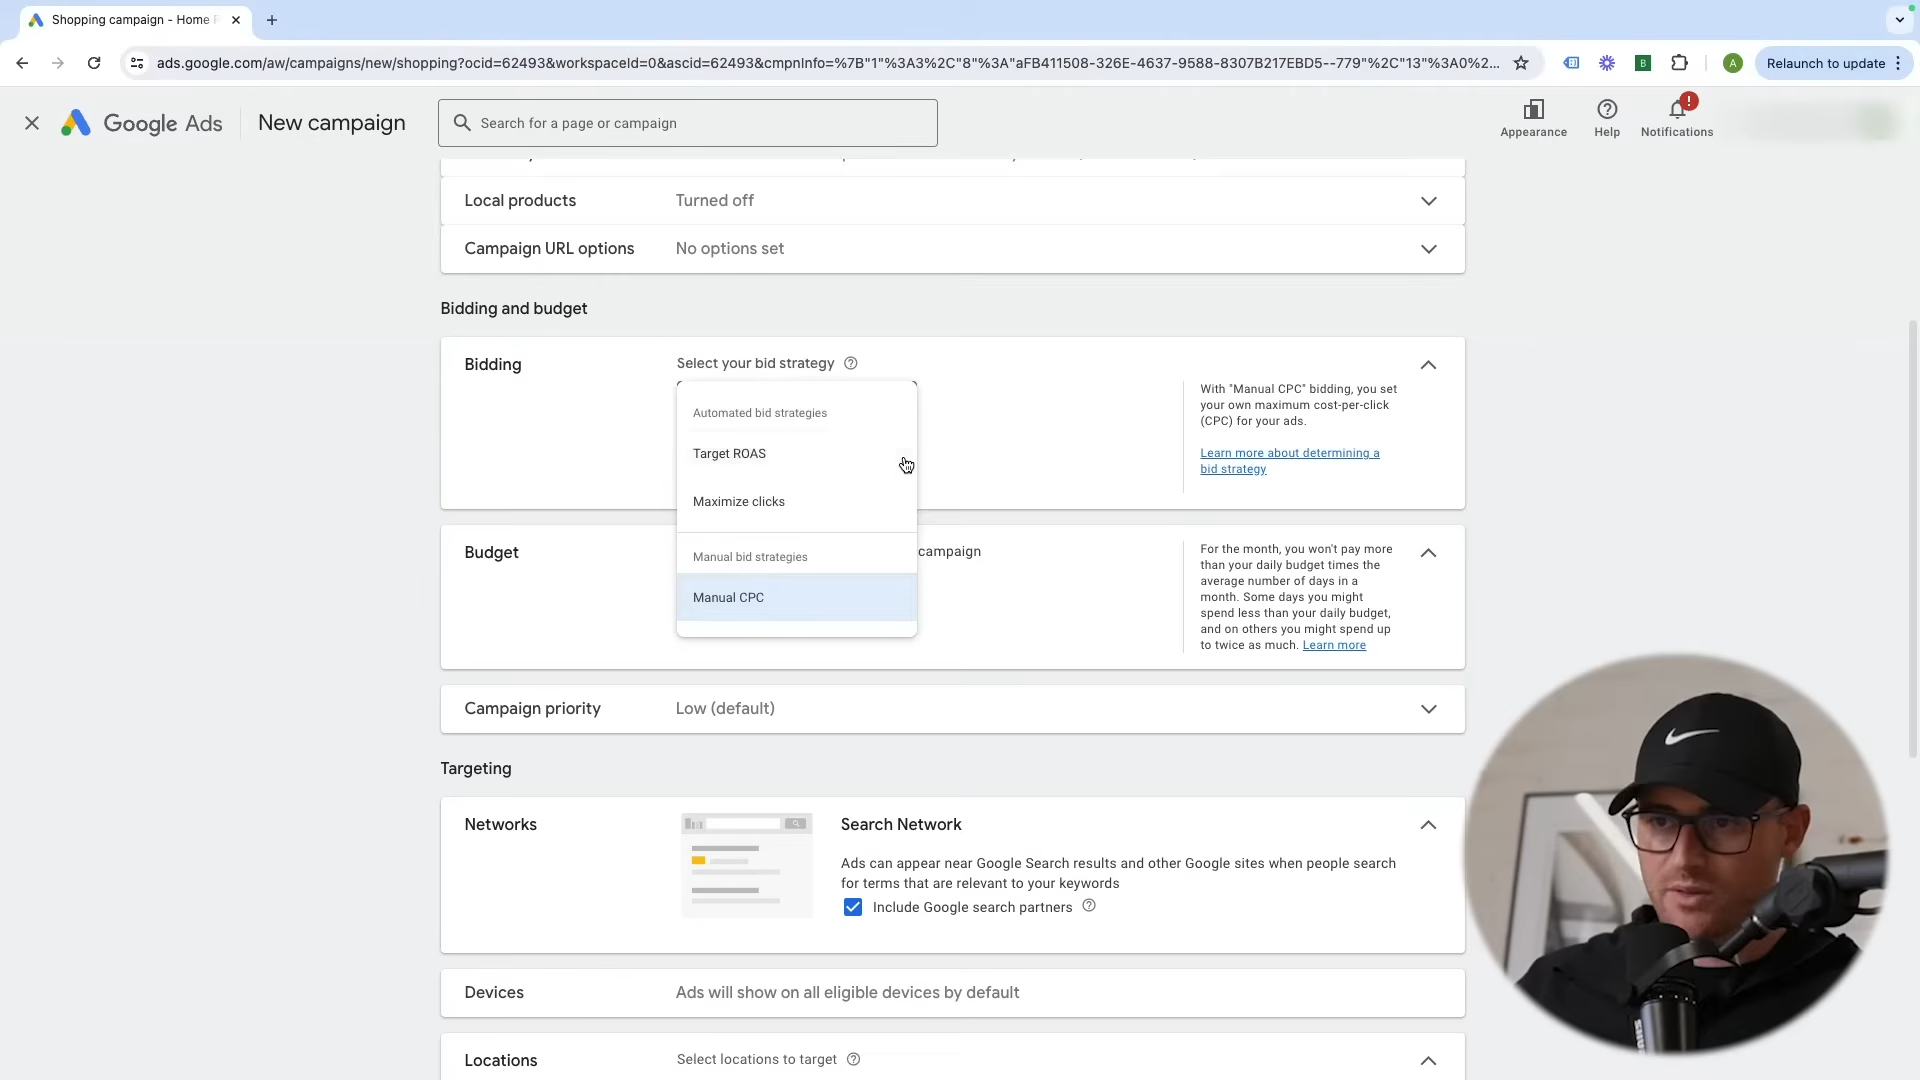 Shopping campaign - Home
ads.google.com/aw/campaigns/new/shopping?ocid=62493&workspaceId=0&ascid=62493&cmpnInfo=%7B"1"%3A3%2C"8"%3A"aFB411508-326E-4637-9588-8307B217EBD5--779"%2C"13"%3A0%2...
B
A
Relaunch to update
Google Ads
New campaign
Search for a page or campaign
Appearance
Help
!
Notifications
Local products
Turned off
Campaign URL options
No options set
Bidding and budget
Bidding
Select your bid strategy
Automated bid strategies
Target ROAS
Maximize clicks
Manual bid strategies
Manual CPC
With "Manual CPC" bidding, you set
your own maximum cost-per-click
(CPC) for your ads.
Learn more about determining a
bid strategy
Budget
campaign
For the month, you won't pay more
than your daily budget times the
average number of days in a
month. Some days you might
spend less than your daily budget,
and on others you might spend up
to twice as much. Learn more
Campaign priority
Low (default)
Targeting
Networks
Search Network
Ads can appear near Google Search results and other Google sites when people search
for terms that are relevant to your keywords
Include Google search partners
Devices
Ads will show on all eligible devices by default
Locations
Select locations to target